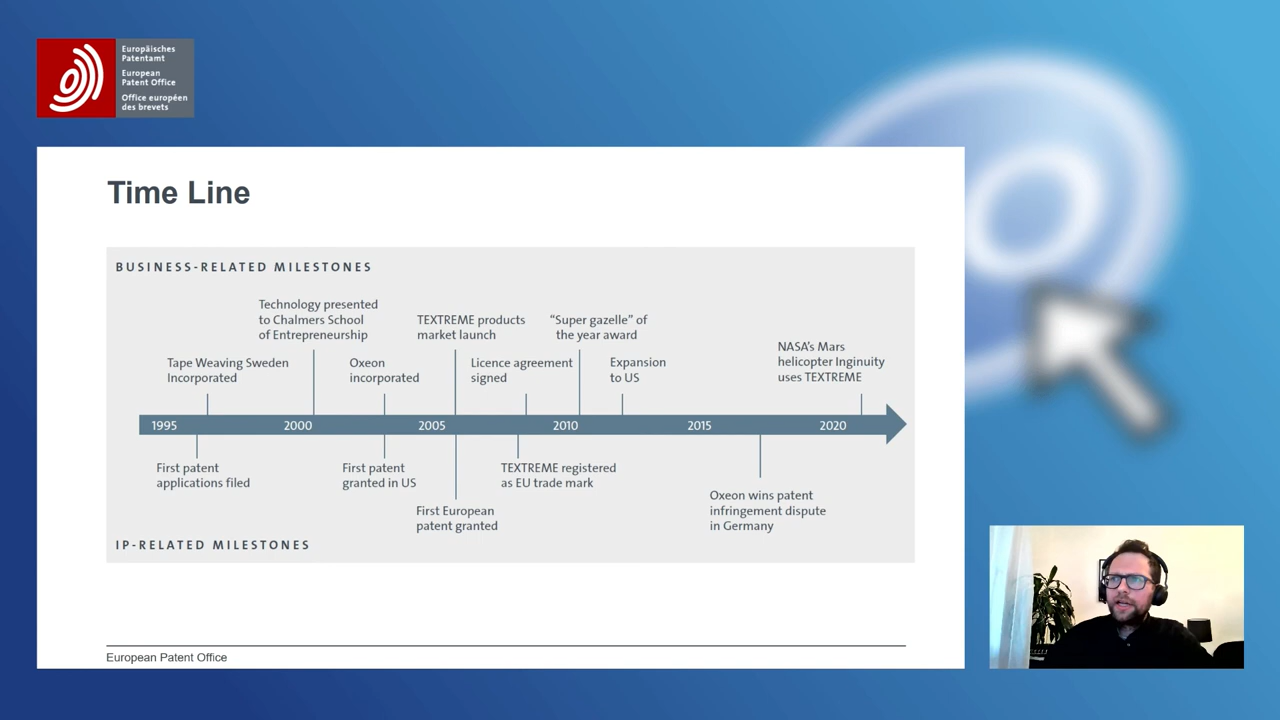 Europäisches
Patentamt
European
Patent Office
Office européen
des brevets
Time Line
BUSINESS-RELATED MILESTONES
Technology presented
to Chalmers School
of Entrepreneurship
TEXTREME products
market launch
“Super gazelle” of
the year award
NASA's Mars
helicopter Inginuity
uses TEXTREME
Tape Weaving Sweden
Incorporated
Oxeon
incorporated
Licence agreement
signed
Expansion
to US
1995 2000 2005 2010 2015 2020
First patent
applications filed
First patent
granted in US
TEXTREME registered
as EU trade mark
First European
patent granted
Oxeon wins patent
infringement dispute
in Germany
IP-RELATED MILESTONES
European Patent Office